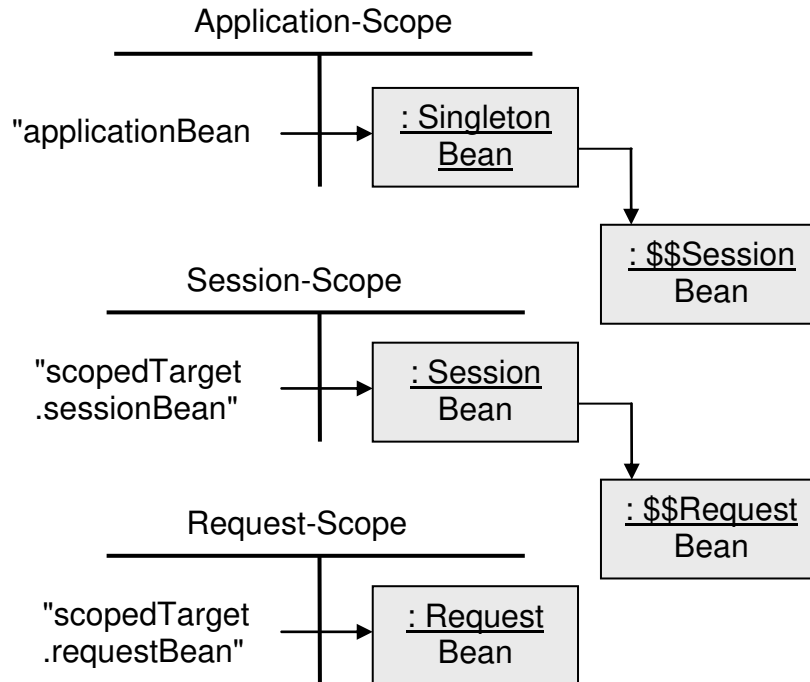 Application-Scope
"applicationBean
: Singleton
Bean
: $$Session
Bean
Session-Scope
"scopedTarget
.sessionBean"
: Session
Bean
: $$Request
Bean
Request-Scope
"scopedTarget
.requestBean"
: Request
Bean